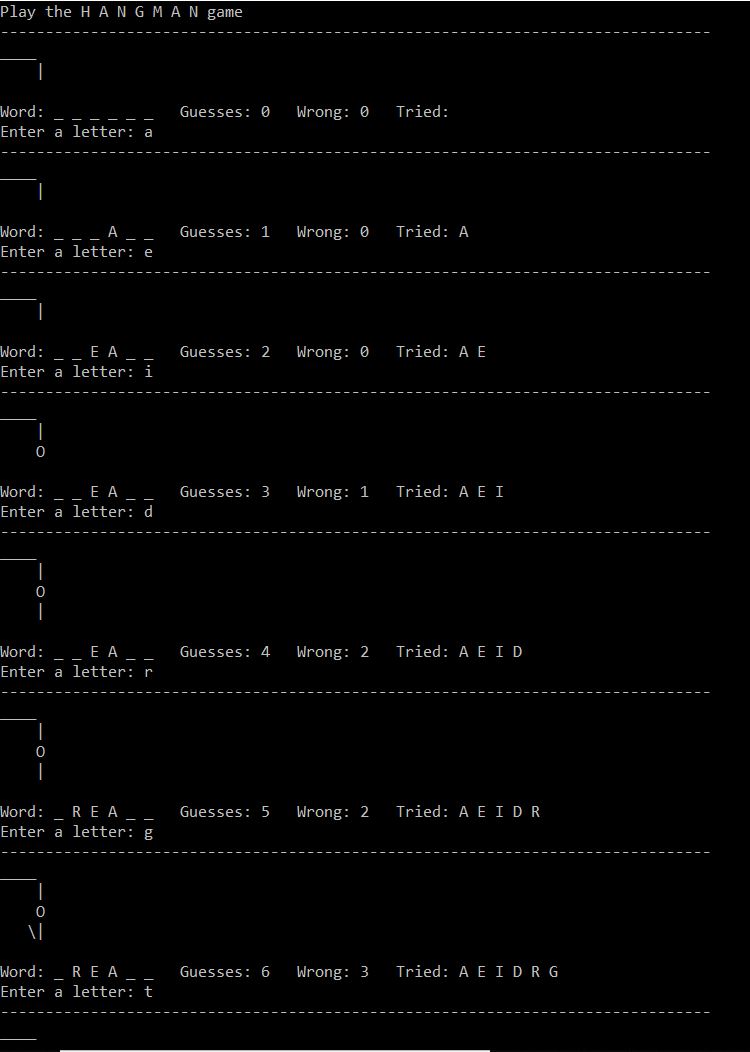 Play the H A N G M A N game
-------------------------------------------------------------------------------
____
    |
Word: _ _ _ _ _ _   Guesses: 0   Wrong: 0   Tried:
Enter a letter: a
-------------------------------------------------------------------------------
____
    |
Word: _ _ _ A _ _   Guesses: 1   Wrong: 0   Tried: A
Enter a letter: e
-------------------------------------------------------------------------------
____
    |
Word: _ _ E A _ _   Guesses: 2   Wrong: 0   Tried: A E
Enter a letter: i
-------------------------------------------------------------------------------
____
    |
    O
Word: _ _ E A _ _   Guesses: 3   Wrong: 1   Tried: A E I
Enter a letter: d
-------------------------------------------------------------------------------
____
    |
    O
    |
Word: _ _ E A _ _   Guesses: 4   Wrong: 2   Tried: A E I D
Enter a letter: r
-------------------------------------------------------------------------------
____
    |
    O
    |
Word: _ R E A _ _   Guesses: 5   Wrong: 2   Tried: A E I D R
Enter a letter: g
-------------------------------------------------------------------------------
____
    |
    O
   \|
Word: _ R E A _ _   Guesses: 6   Wrong: 3   Tried: A E I D R G
Enter a letter: t
-------------------------------------------------------------------------------
____